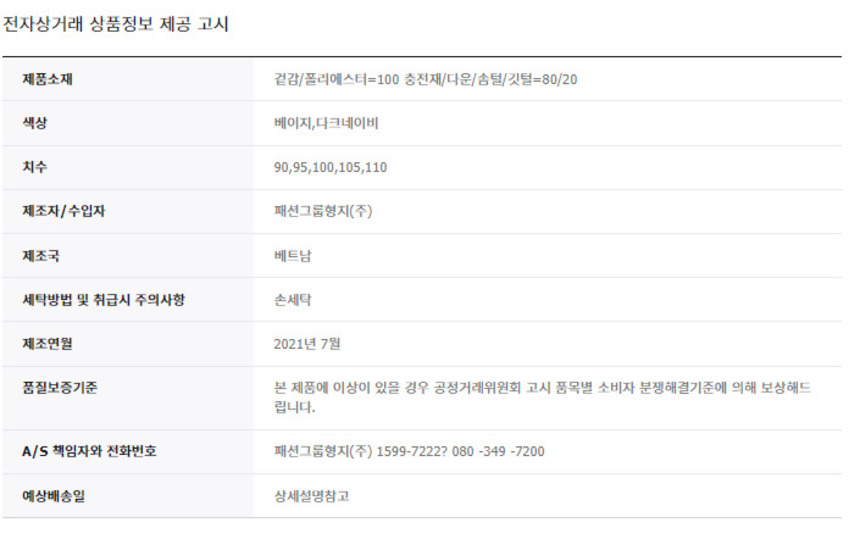 전자상거래 상품정보 제공 고시
제품소재 겉감/폴리에스터=100 충전재/다운/솜털/깃털=80/20
색상 베이지,다크네이비
치수 90,95,100,105,110
제조자/수입자 패션그룹형지(주)
제조국 베트남
세탁방법 및 취급시 주의사항 손세탁
제조연월 2021년 7월
품질보증기준 본 제품에 이상이 있을 경우 공정거래위원회 고시 품목별 소비자 분쟁해결기준에 의해 보상해드
립니다.
A/S 책임자와 전화번호 패션그룹형지(주) 1599-7222? 080 -349 -7200
예상배송일 상세설명참고